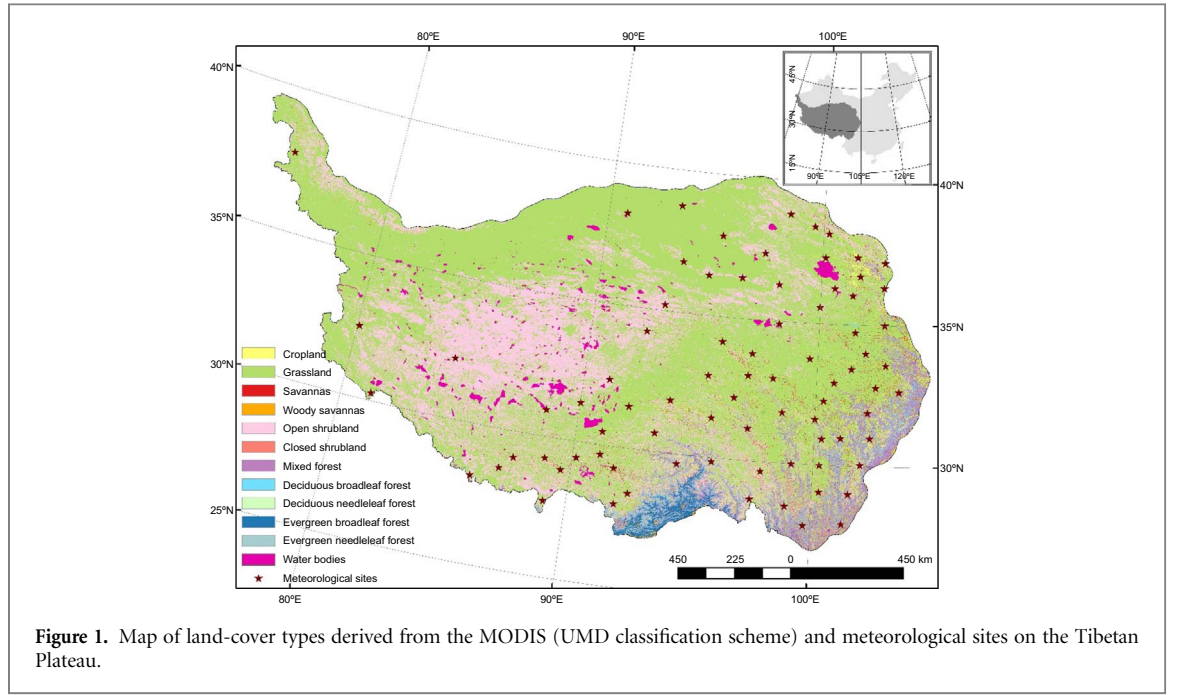 80°E 90°E 100°E
40°N
45°N
30°N
15°N
90°E 105°E 120°E
40°N
35°N
35°N
30°N
30°N
25°N
Cropland
Grassland
Savannas
Woody savannas
Open shrubland
Closed shrubland
Mixed forest
Deciduous broadleaf forest
Deciduous needleleaf forest
Evergreen broadleaf forest
Evergreen needleleaf forest
Water bodies
Meteorological sites
450 225 0 450 km
80°E 90°E 100°E
Figure 1. Map of land-cover types derived from the MODIS (UMD classification scheme) and meteorological sites on the Tibetan
Plateau.